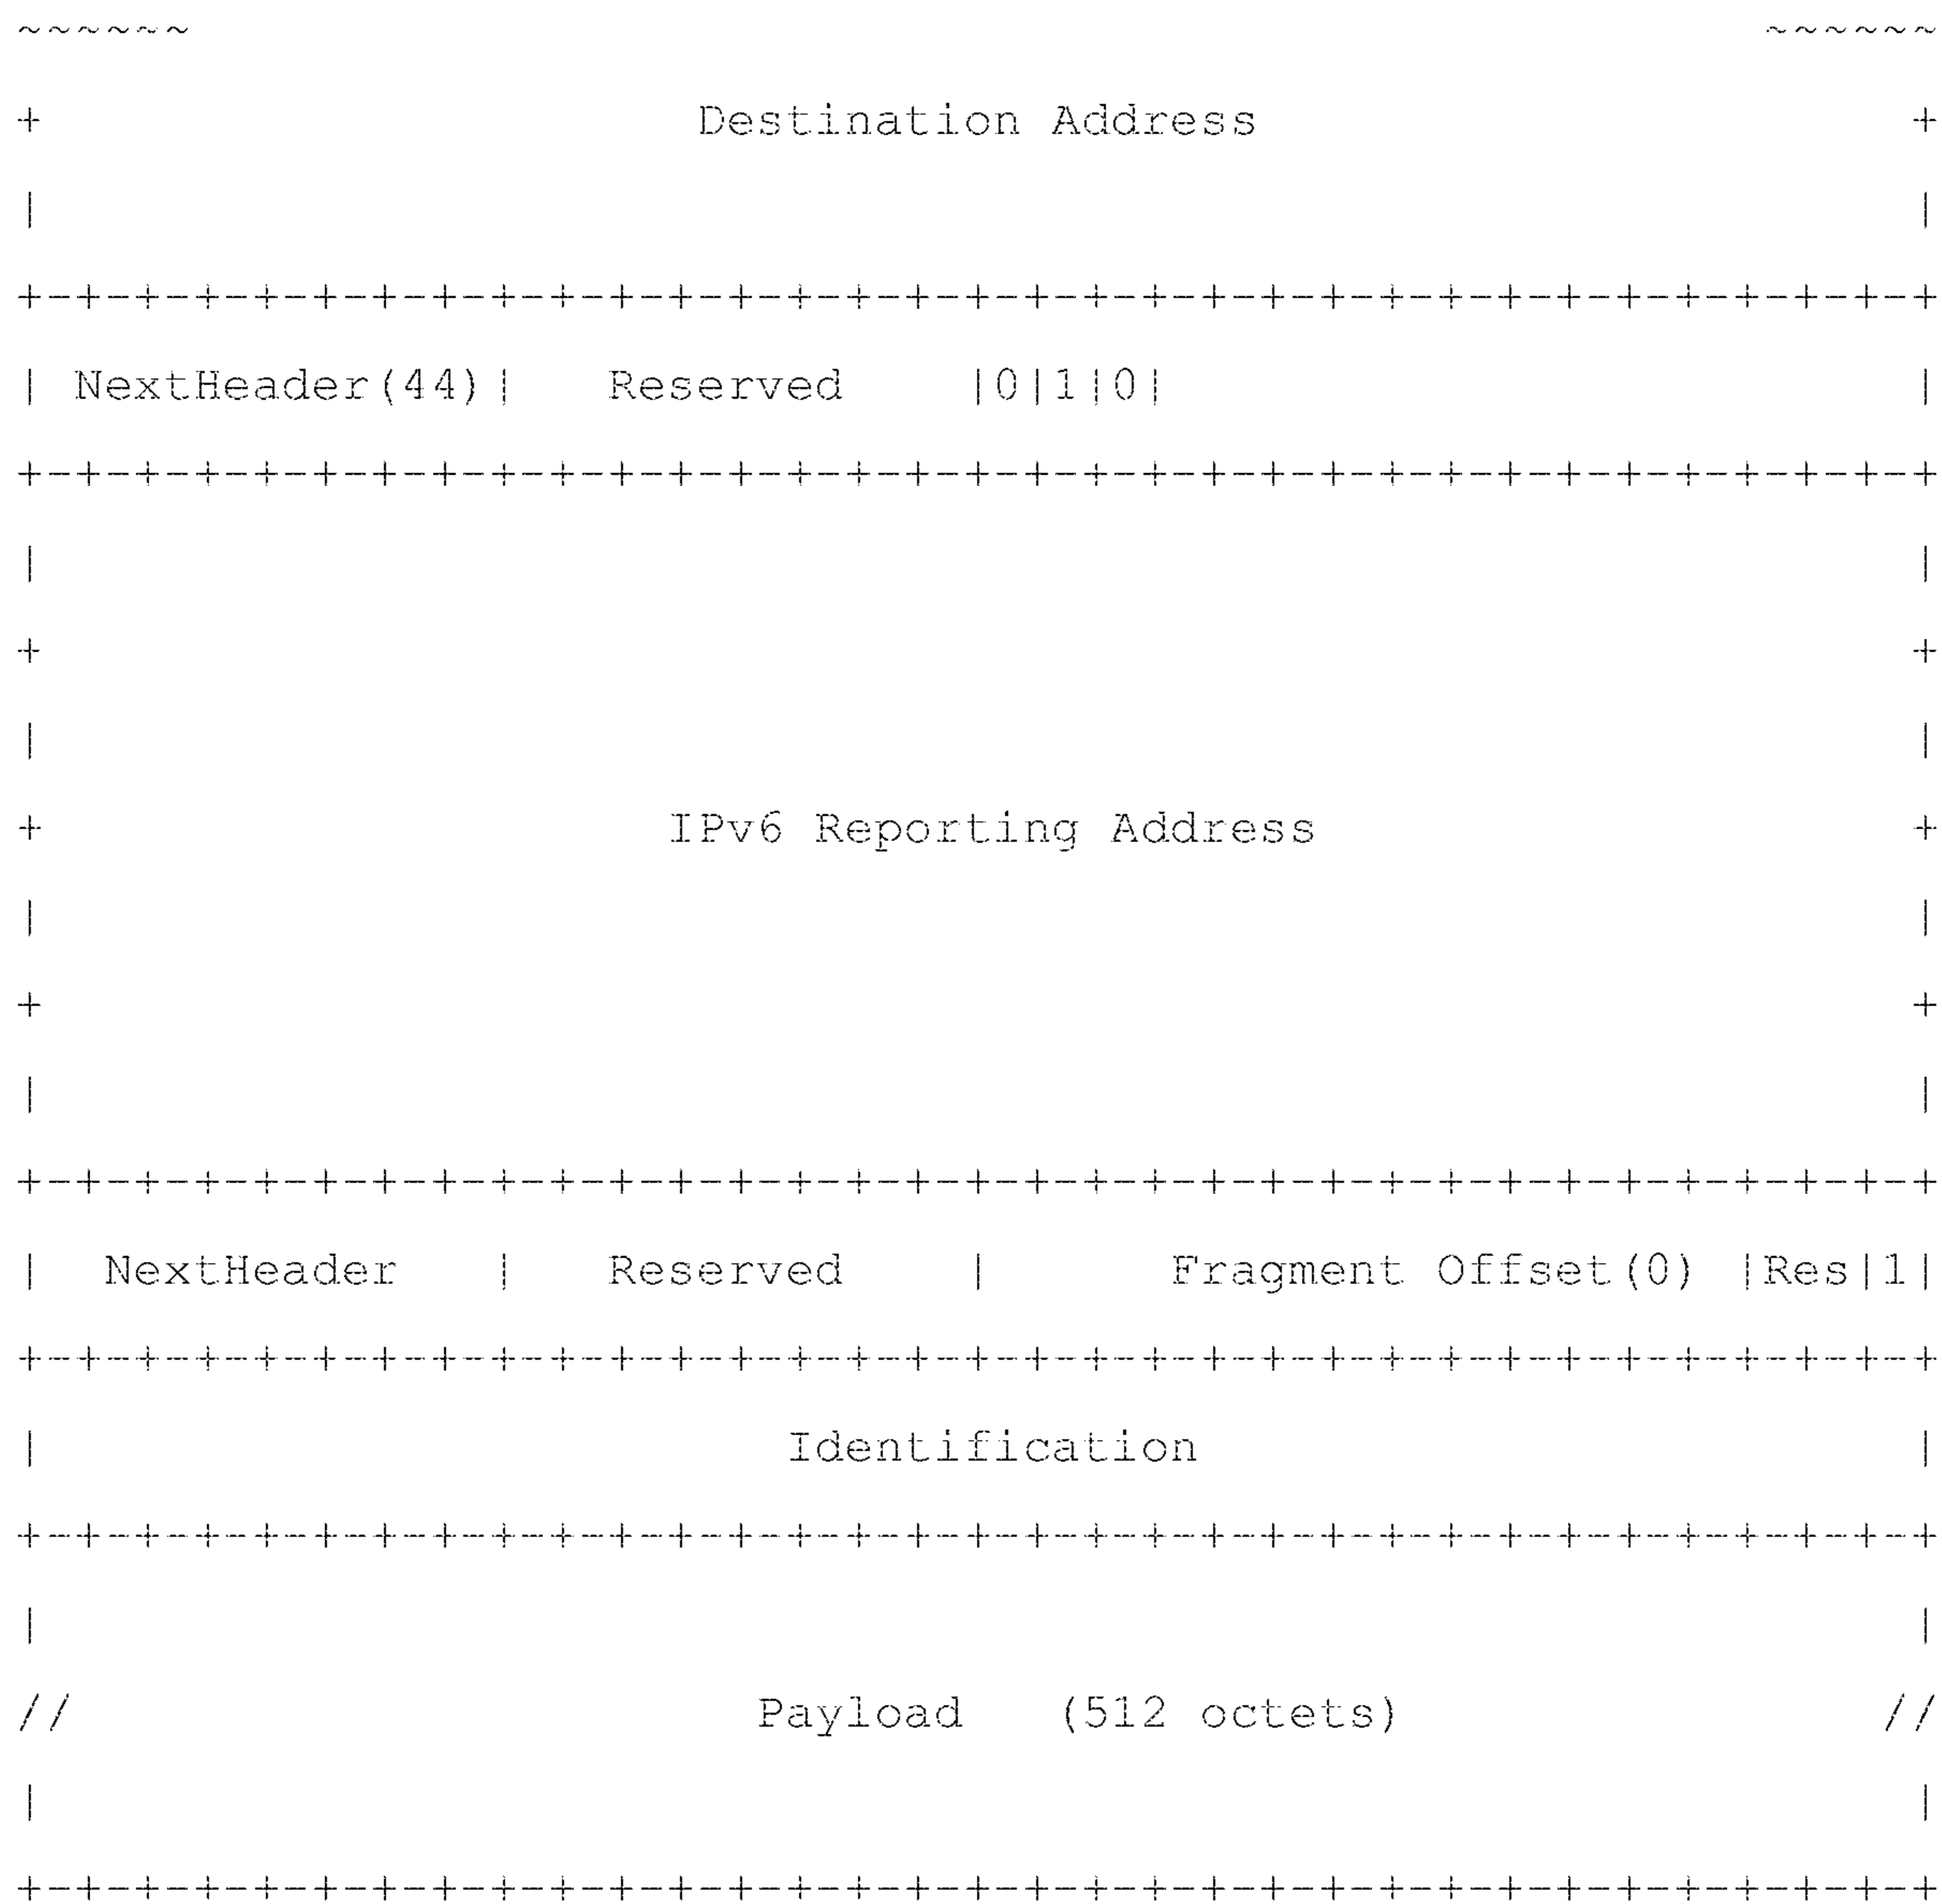 ~~~~~~                                                     ~~~~~~
+                      Destination Address                      +
|                                                               |
+-+-+-+-+-+-+-+-+-+-+-+-+-+-+-+-+-+-+-+-+-+-+-+-+-+-+-+-+-+-+-+-+
| NextHeader(44)|   Reserved    |0|1|0|                         |
+-+-+-+-+-+-+-+-+-+-+-+-+-+-+-+-+-+-+-+-+-+-+-+-+-+-+-+-+-+-+-+-+
|                                                               |
+                                                               +
|                                                               |
+                     IPv6 Reporting Address                    +
|                                                               |
+                                                               +
|                                                               |
+-+-+-+-+-+-+-+-+-+-+-+-+-+-+-+-+-+-+-+-+-+-+-+-+-+-+-+-+-+-+-+-+
|  NextHeader   |   Reserved    |      Fragment Offset(0) |Res|1|
+-+-+-+-+-+-+-+-+-+-+-+-+-+-+-+-+-+-+-+-+-+-+-+-+-+-+-+-+-+-+-+-+
|                         Identification                        |
+-+-+-+-+-+-+-+-+-+-+-+-+-+-+-+-+-+-+-+-+-+-+-+-+-+-+-+-+-+-+-+-+
|                                                               |
//                       Payload   (512 octets)                //
|                                                               |
+-+-+-+-+-+-+-+-+-+-+-+-+-+-+-+-+-+-+-+-+-+-+-+-+-+-+-+-+-+-+-+-+